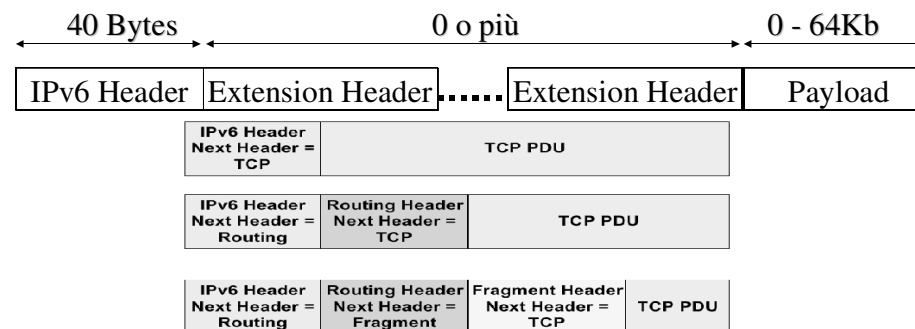 40 Bytes 0 o più 0 - 64Kb
IPv6 Header Extension Header Extension Header Payload
IPv6 Header
Next Header =
TCP
TCP PDU
IPv6 Header
Next Header =
Routing
Routing Header
Next Header =
TCP
TCP PDU
IPv6 Header
Next Header =
Routing
Routing Header
Next Header =
Fragment
Fragment Header
Next Header =
TCP
TCP PDU